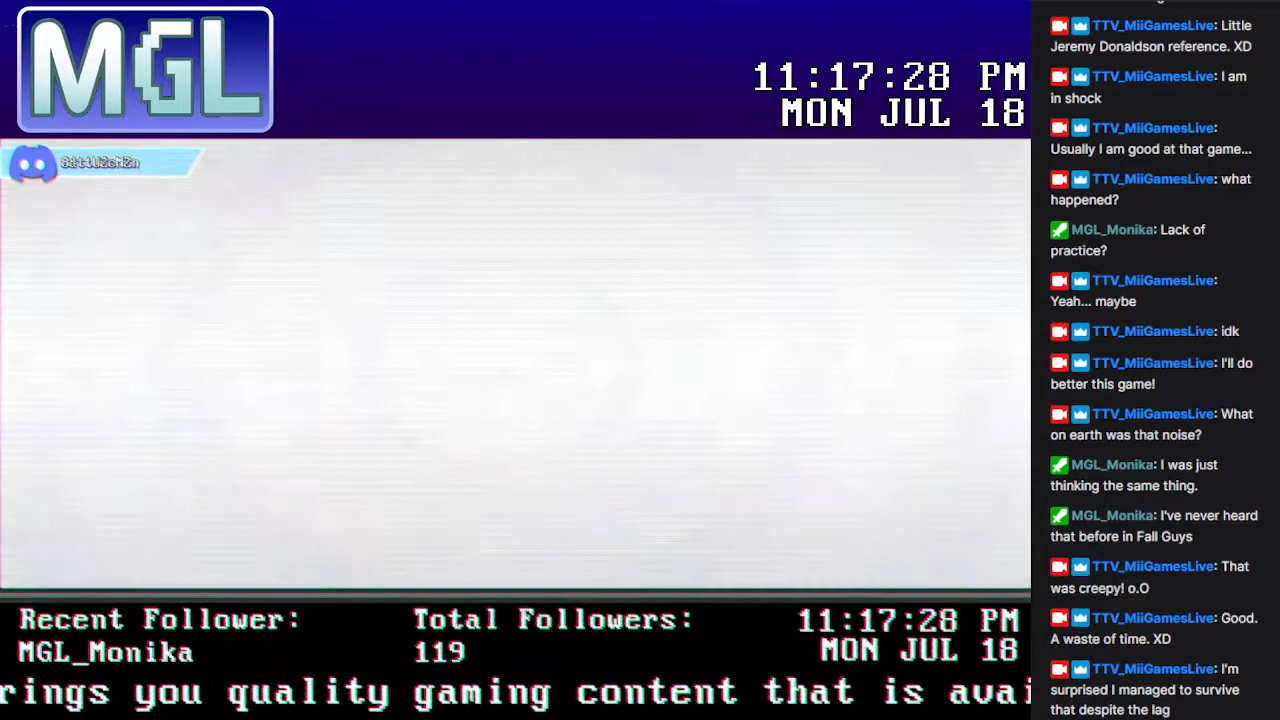 MGL
11:17:28 PM
MON JUL 18
TTV_MiiGamesLive: Little
Jeremy Donaldson reference. XD
TTV_MiiGamesLive: I am
in shock
TTV_MiiGamesLive:
Usually I am good at that game...
TTV_MiiGamesLive: what
happened?
MGL_Monika: Lack of
practice?
TTV_MiiGamesLive:
Yeah... maybe
TTV_MiiGamesLive: idk
TTV_MiiGamesLive: I'll do
better this game!
TTV_MiiGamesLive: What
on earth was that noise?
MGL_Monika: I was just
thinking the same thing.
MGL_Monika: I've never heard
that before in Fall Guys
TTV_MiiGamesLive: That
was creepy! o.O
TTV_MiiGamesLive: Good.
A waste of time. XD
TTV_MiiGamesLive: I'm
surprised I managed to survive
that despite the lag
Recent Follower:
MGL_Monika
Total Followers:
119
11:17:28 PM
MON JUL 18
rings you quality gaming content that is avai